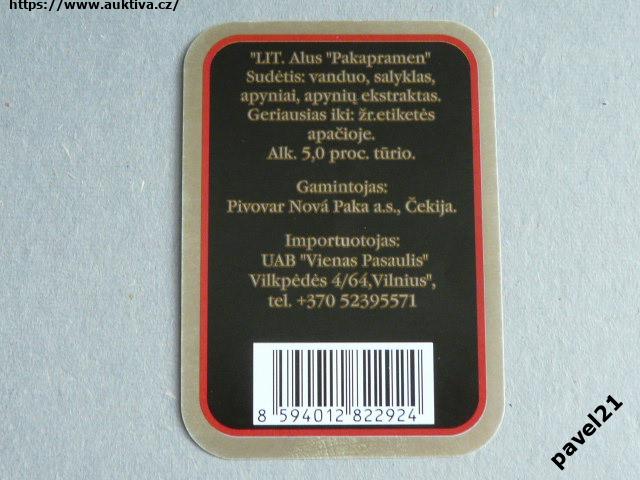 https://www.auktiva.cz/
"LIT. Alus "Pakapramen"
Sudėtis: vanduo, salyklas,
apyniai, apynių ekstraktas.
Geriausias iki: žr.etiketės
apačioje.
Alk. 5,0 proc. tūrio.
Gamintojas:
Pivovar Nová Paka a.s., Čekija.
Importuotojas:
UAB "Vienas Pasaulis"
Vilkpėdės 4/64,Vilnius",
tel. +370 52395571
8 594012 822924
pavel21